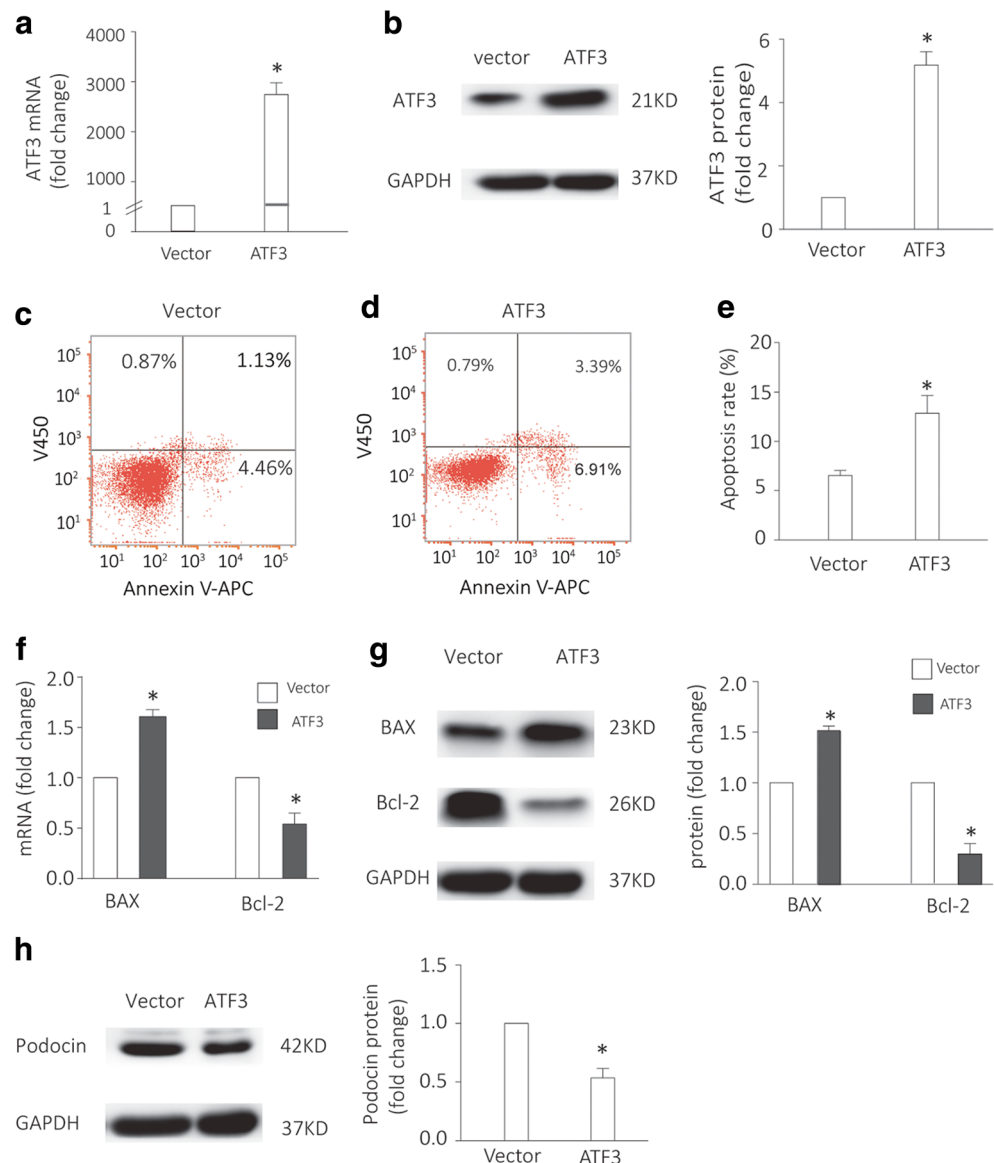 a
4000
3000
2000
1000
1
0
ATF3 mRNA
(fold change)
*
Vector ATF3
b
vector ATF3
ATF3 21KD
GAPDH 37KD
6
4
2
0
ATF3 protein
(fold change)
*
Vector ATF3
c
Vector
0.87% 1.13%
4.46%
10⁵
10⁴
10³
10²
10¹
V450
10¹ 10² 10³ 10⁴ 10⁵
Annexin V-APC
d
ATF3
0.79% 3.39%
6.91%
10⁵
10⁴
10³
10²
10¹
V450
10¹ 10² 10³ 10⁴ 10⁵
Annexin V-APC
e
20
15
10
5
0
Apoptosis rate (%)
*
Vector ATF3
f
2.0
1.5
1.0
0.5
0.0
mRNA (fold change)
* *
Vector
ATF3
BAX Bcl-2
g
Vector ATF3
BAX 23KD
Bcl-2 26KD
GAPDH 37KD
2.0
1.5
1.0
0.5
0.0
protein (fold change)
* *
Vector
ATF3
BAX Bcl-2
h
Vector ATF3
Podocin 42KD
GAPDH 37KD
1.5
1.0
0.5
0.0
Podocin protein
(fold change)
*
Vector ATF3